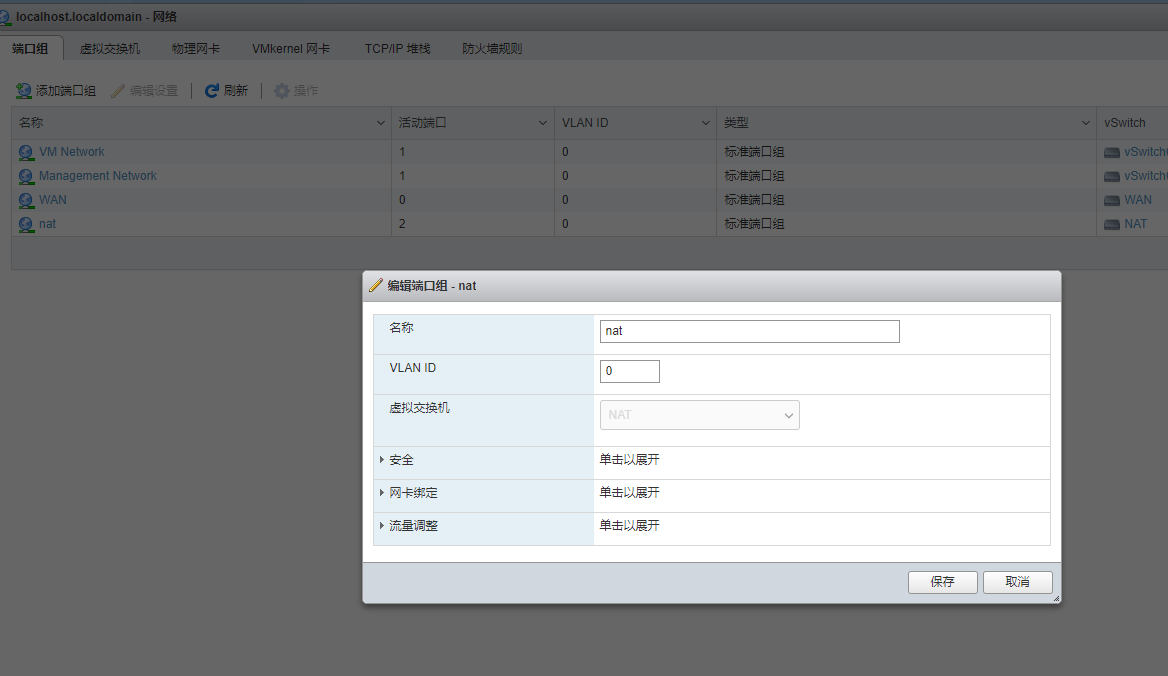 localhost.localdomain - 网络
端口组 虚拟交换机 物理网卡 VMkernel 网卡 TCP/IP 堆栈 防火墙规则
添加端口组 编辑设置 刷新 操作
名称 活动端口 VLAN ID 类型 vSwitch
VM Network 1 0 标准端口组
Management Network 1 0 标准端口组
WAN 0 0 标准端口组 WAN
nat 2 0 标准端口组 NAT
编辑端口组 - nat
名称 nat
VLAN ID 0
虚拟交换机 NAT
安全 单击以展开
网卡绑定 单击以展开
流量调整 单击以展开
保存 取消